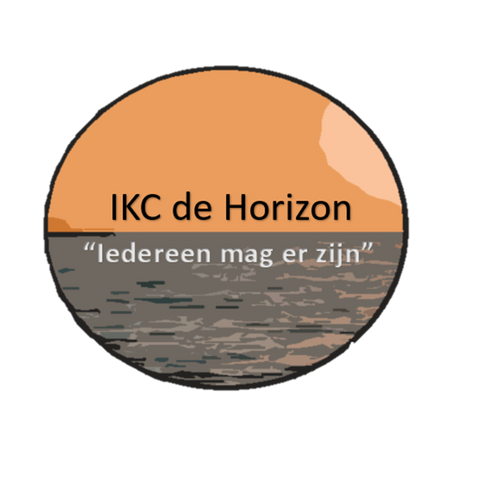 IKC de Horizon
“Iedereen mag er zijn”